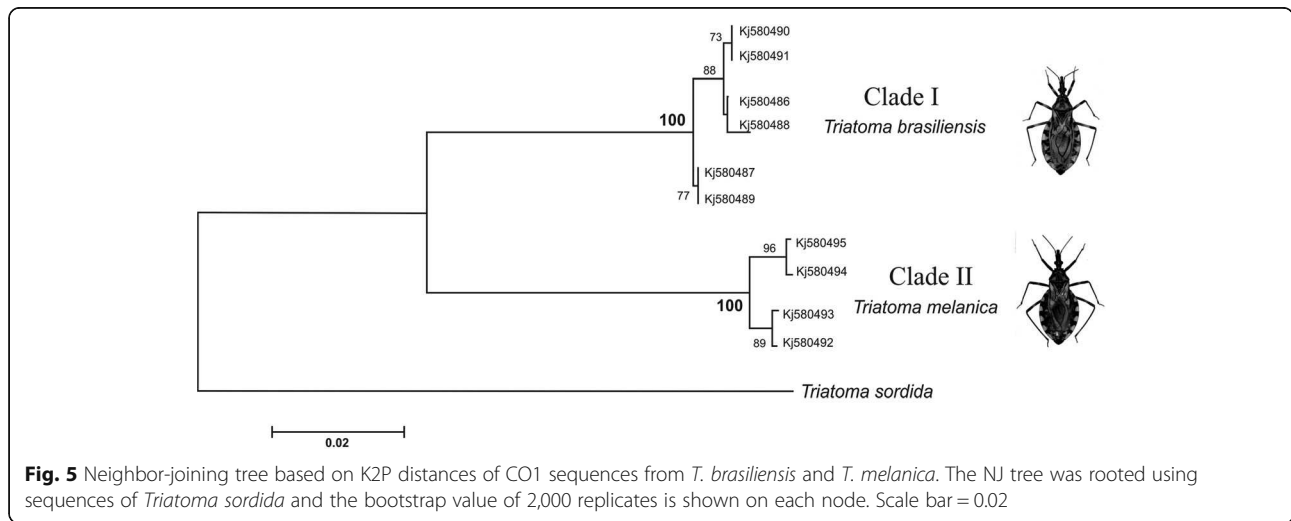 Kj580490
73
Kj580491
88
Kj580486
Clade I
Kj580488
Triatoma brasiliensis
100
Kj580487
77
Kj580489
Kj580495
96
Kj580494
Clade II
100
Triatoma melanica
Kj580493
89
Kj580492
Triatoma sordida
0.02
Fig. 5 Neighbor-joining tree based on K2P distances of CO1 sequences from T. brasiliensis and T. melanica. The NJ tree was rooted using
sequences of Triatoma sordida and the bootstrap value of 2,000 replicates is shown on each node. Scale bar = 0.02